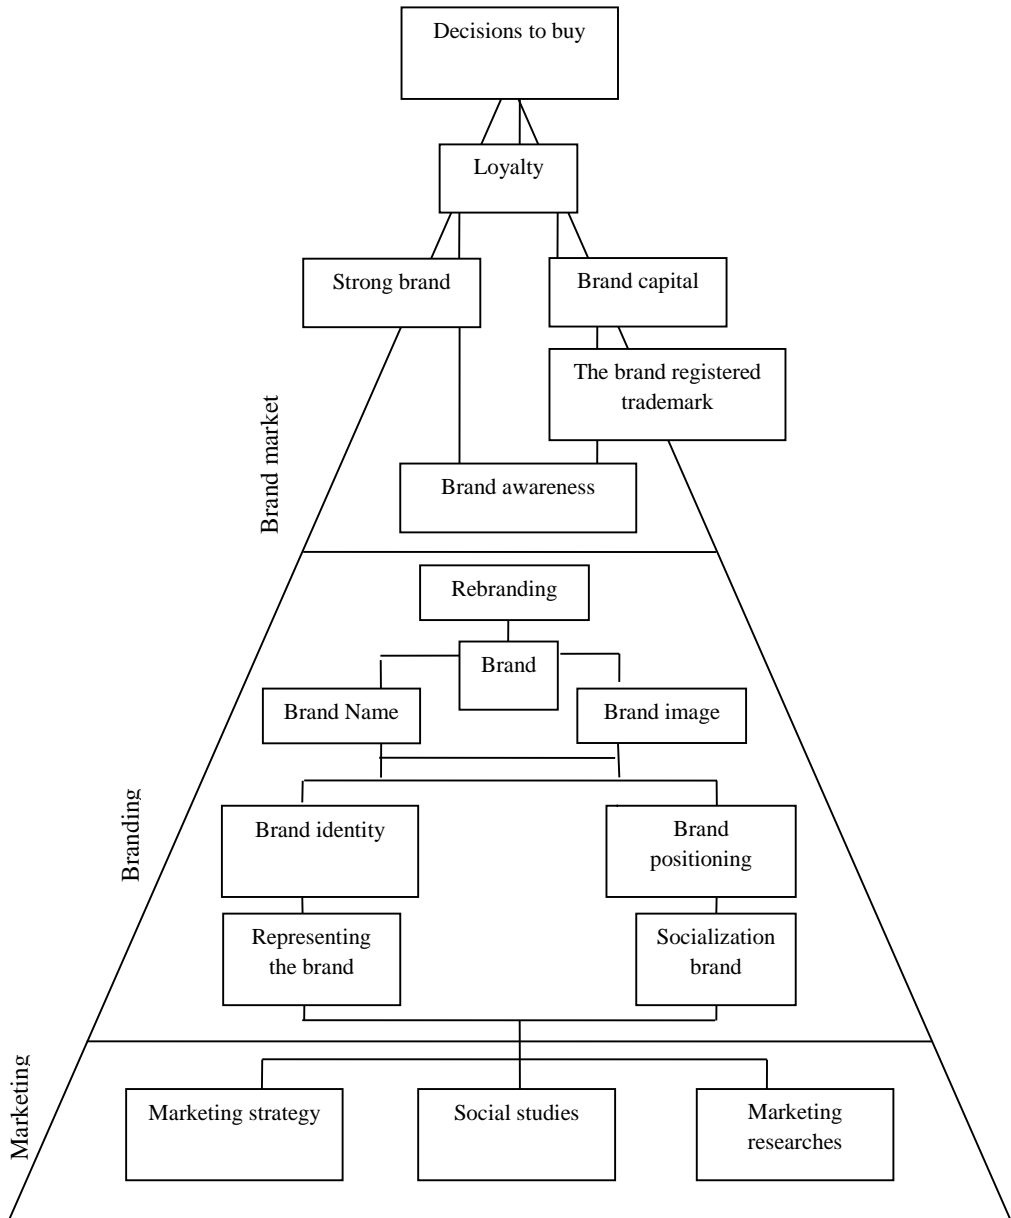 Decisions to buy
Loyalty
Strong brand
Brand capital
The brand registered
trademark
Brand market
Brand awareness
Rebranding
Brand
Brand Name
Brand image
Branding
Brand identity
Brand
positioning
Representing
the brand
Socialization
brand
Marketing
Marketing strategy
Social studies
Marketing
researches